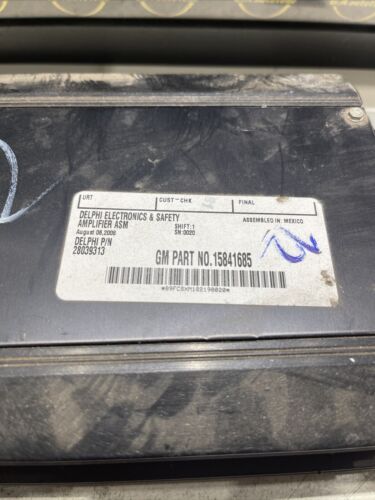 URT CUST-CHK FINAL
DELPHI ELECTRONICS & SAFETY
ASSEMBLED IN: MEXICO
AMPLIFIER ASM SHIFT:1
August 08,2008 SN:0020
DELPHI P/N
28039313
GM PART NO.15841685